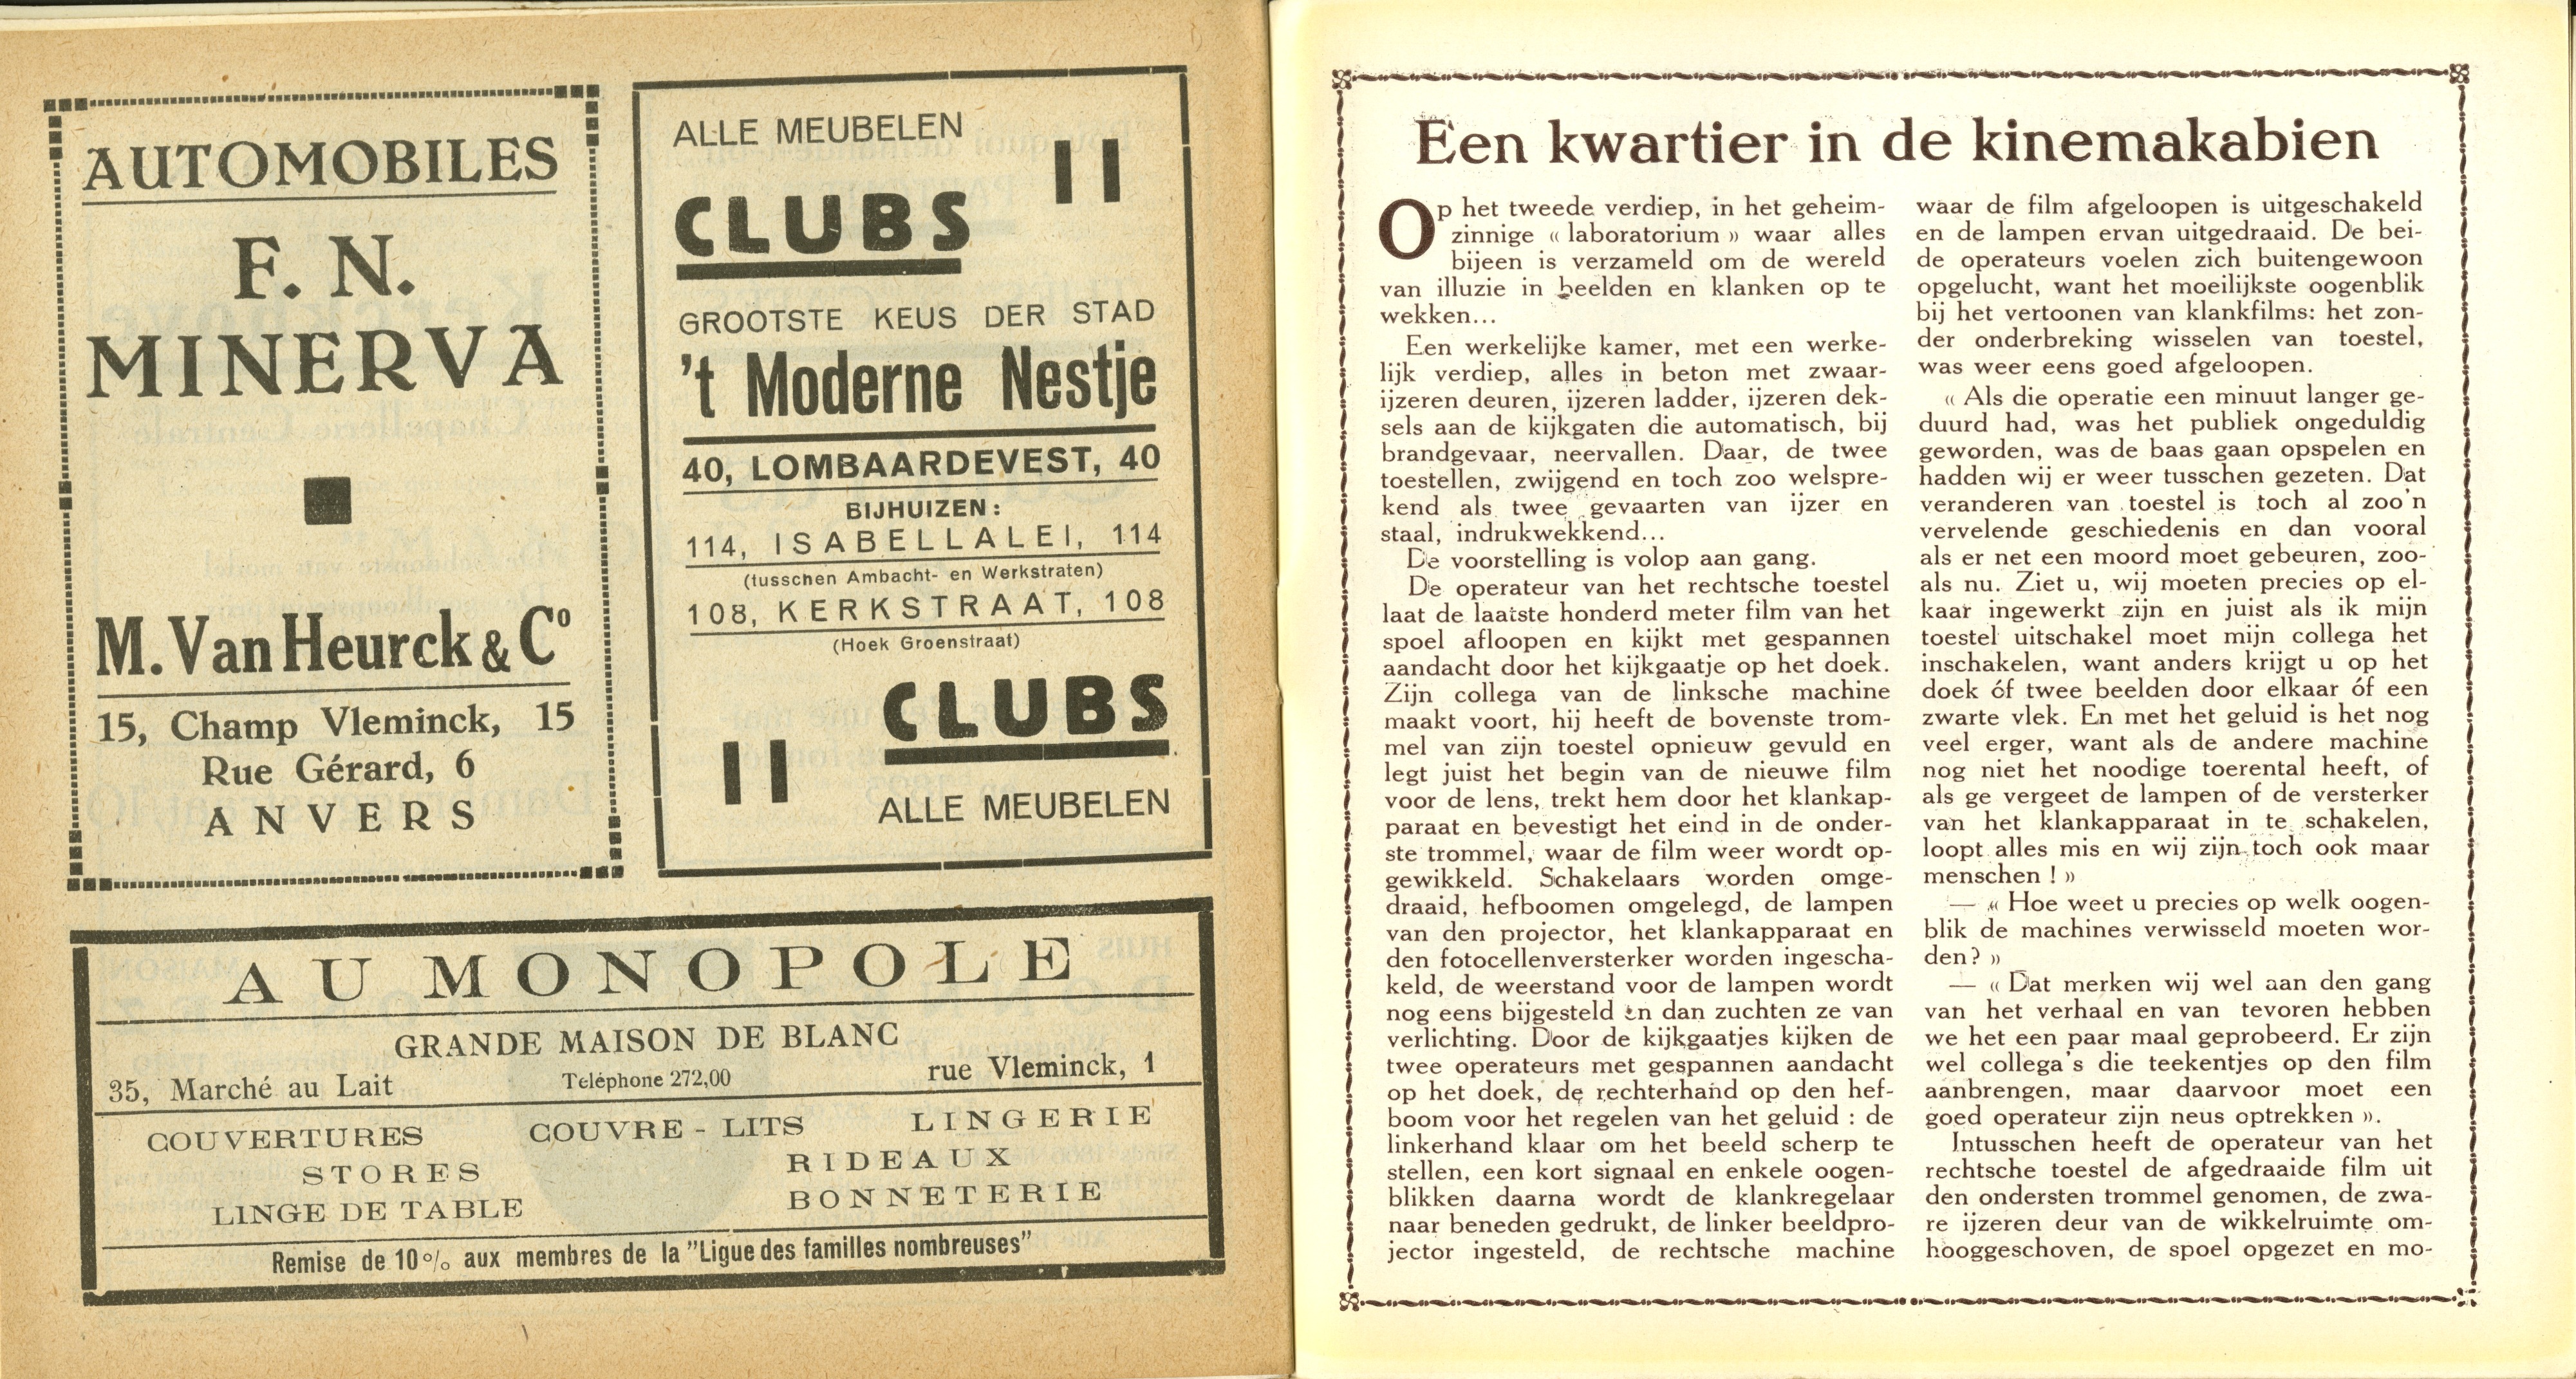 AUTOMOBILES
F. N.
MINERVA
M. Van Heurck & Cº
15, Champ Vleminck, 15
Rue Gérard, 6
ANVERS
ALLE MEUBELEN
CLUBS
GROOTSTE KEUS DER STAD
't Moderne Nestje
40, LOMBAARDEVEST, 40
BIJHUIZEN:
114, ISABELLALEI, 114
(tusschen Ambacht- en Werkstraten)
108, KERKSTRAAT, 108
(Hoek Groenstraat)
CLUBS
ALLE MEUBELEN
AU MONOPOLE
GRANDE MAISON DE BLANC
35, Marché au Lait Teléphone 272,00 rue Vleminck, 1
COUVERTURES COUVRE - LITS LINGERIE
STORES RIDEAUX
LINGE DE TABLE BONNETERIE
Remise de 10 % aux membres de la "Ligue des familles nombreuses"
Een kwartier in de kinemakabien
Op het tweede verdiep, in het geheim-
zinnige « laboratorium » waar alles
bijeen is verzameld om de wereld
van illuzie in beelden en klanken op te
wekken...
Een werkelijke kamer, met een werke-
lijk verdiep, alles in beton met zwaar-
ijzeren deuren, ijzeren ladder, ijzeren dek-
sels aan de kijkgaten die automatisch, bij
brandgevaar, neervallen. Daar, de twee
toestellen, zwijgend en toch zoo welspre-
kend als twee gevaarten van ijzer en
staal, indrukwekkend...
De voorstelling is volop aan gang.
De operateur van het rechtsche toestel
laat de laatste honderd meter film van het
spoel afloopen en kijkt met gespannen
aandacht door het kijkgaatje op het doek.
Zijn collega van de linksche machine
maakt voort, hij heeft de bovenste trom-
mel van zijn toestel opnieuw gevuld en
legt juist het begin van de nieuwe film
voor de lens, trekt hem door het klankap-
paraat en bevestigt het eind in de onder-
ste trommel, waar de film weer wordt op-
gewikkeld. Schakelaars worden omge-
draaid, hefboomen omgelegd, de lampen
van den projector, het klankapparaat en
den fotocellenversterker worden ingescha-
keld, de weerstand voor de lampen wordt
nog eens bijgesteld en dan zuchten ze van
verlichting. Door de kijkgaatjes kijken de
twee operateurs met gespannen aandacht
op het doek, de rechterhand op den hef-
boom voor het regelen van het geluid : de
linkerhand klaar om het beeld scherp te
stellen, een kort signaal en enkele oogen-
blikken daarna wordt de klankregelaar
naar beneden gedrukt, de linker beeldpro-
jector ingesteld, de rechtsche machine
waar de film afgeloopen is uitgeschakeld
en de lampen ervan uitgedraaid. De bei-
de operateurs voelen zich buitengewoon
opgelucht, want het moeilijkste oogenblik
bij het vertoonen van klankfilms: het zon-
der onderbreking wisselen van toestel,
was weer eens goed afgeloopen.
« Als die operatie een minuut langer ge-
duurd had, was het publiek ongeduldig
geworden, was de baas gaan opspelen en
hadden wij er weer tusschen gezeten. Dat
veranderen van toestel is toch al zoo'n
vervelende geschiedenis en dan vooral
als er net een moord moet gebeuren, zoo-
als nu. Ziet u, wij moeten precies op el-
kaar ingewerkt zijn en juist als ik mijn
toestel uitschakel moet mijn collega het
inschakelen, want anders krijgt u op het
doek óf twee beelden door elkaar óf een
zwarte vlek. En met het geluid is het nog
veel erger, want als de andere machine
nog niet het noodige toerental heeft, of
als ge vergeet de lampen of de versterker
van het klankapparaat in te schakelen,
loopt alles mis en wij zijn toch ook maar
menschen ! »
— « Hoe weet u precies op welk oogen-
blik de machines verwisseld moeten wor-
den? »
— « Dat merken wij wel aan den gang
van het verhaal en van tevoren hebben
we het een paar maal geprobeerd. Er zijn
wel collega's die teekentjes op den film
aanbrengen, maar daarvoor moet een
goed operateur zijn neus optrekken ».
Intusschen heeft de operateur van het
rechtsche toestel de afgedraaide film uit
den ondersten trommel genomen, de zwa-
re ijzeren deur van de wikkelruimte om-
hooggeschoven, de spoel opgezet en mo-